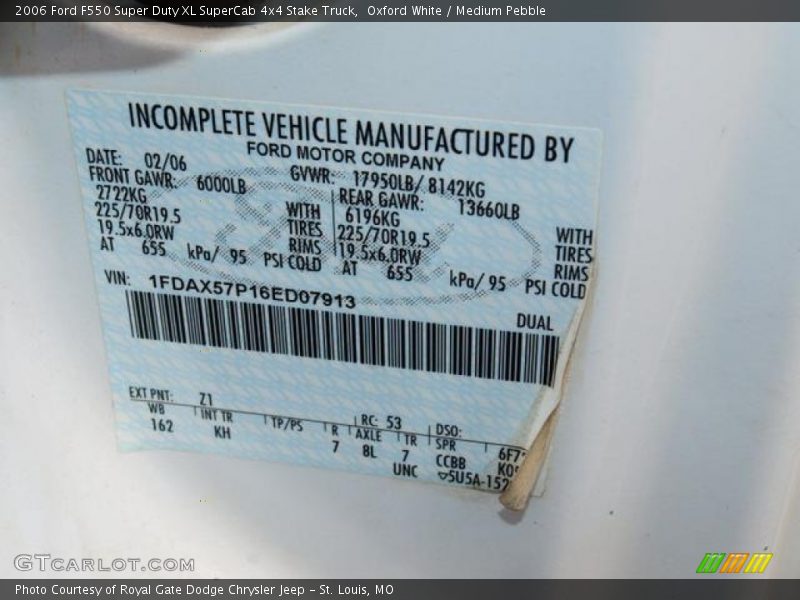 2006 Ford F550 Super Duty XL SuperCab 4x4 Stake Truck, Oxford White / Medium Pebble
INCOMPLETE VEHICLE MANUFACTURED BY
FORD MOTOR COMPANY
DATE: 02/06 GVWR: 17950LB/ 8142KG
FRONT GAWR: 6000LB REAR GAWR: 13660LB
2722KG WITH 6196KG WITH
225/70R19.5 TIRES 225/70R19.5 TIRES
19.5x6.0RW RIMS 19.5x6.0RW RIMS
AT 655 kPa/ 95 PSI COLD AT 655 kPa/ 95 PSI COLD
VIN: 1FDAX57P16ED07913
DUAL
EXT PNT: Z1 RC: 53 DSO:
WB INT TR TP/PS R AXLE TR SPR
162 KH 7 8L 7 CCBB
UNC ▽5U5A-152
GTCARLOT.COM
Photo Courtesy of Royal Gate Dodge Chrysler Jeep – St. Louis, MO